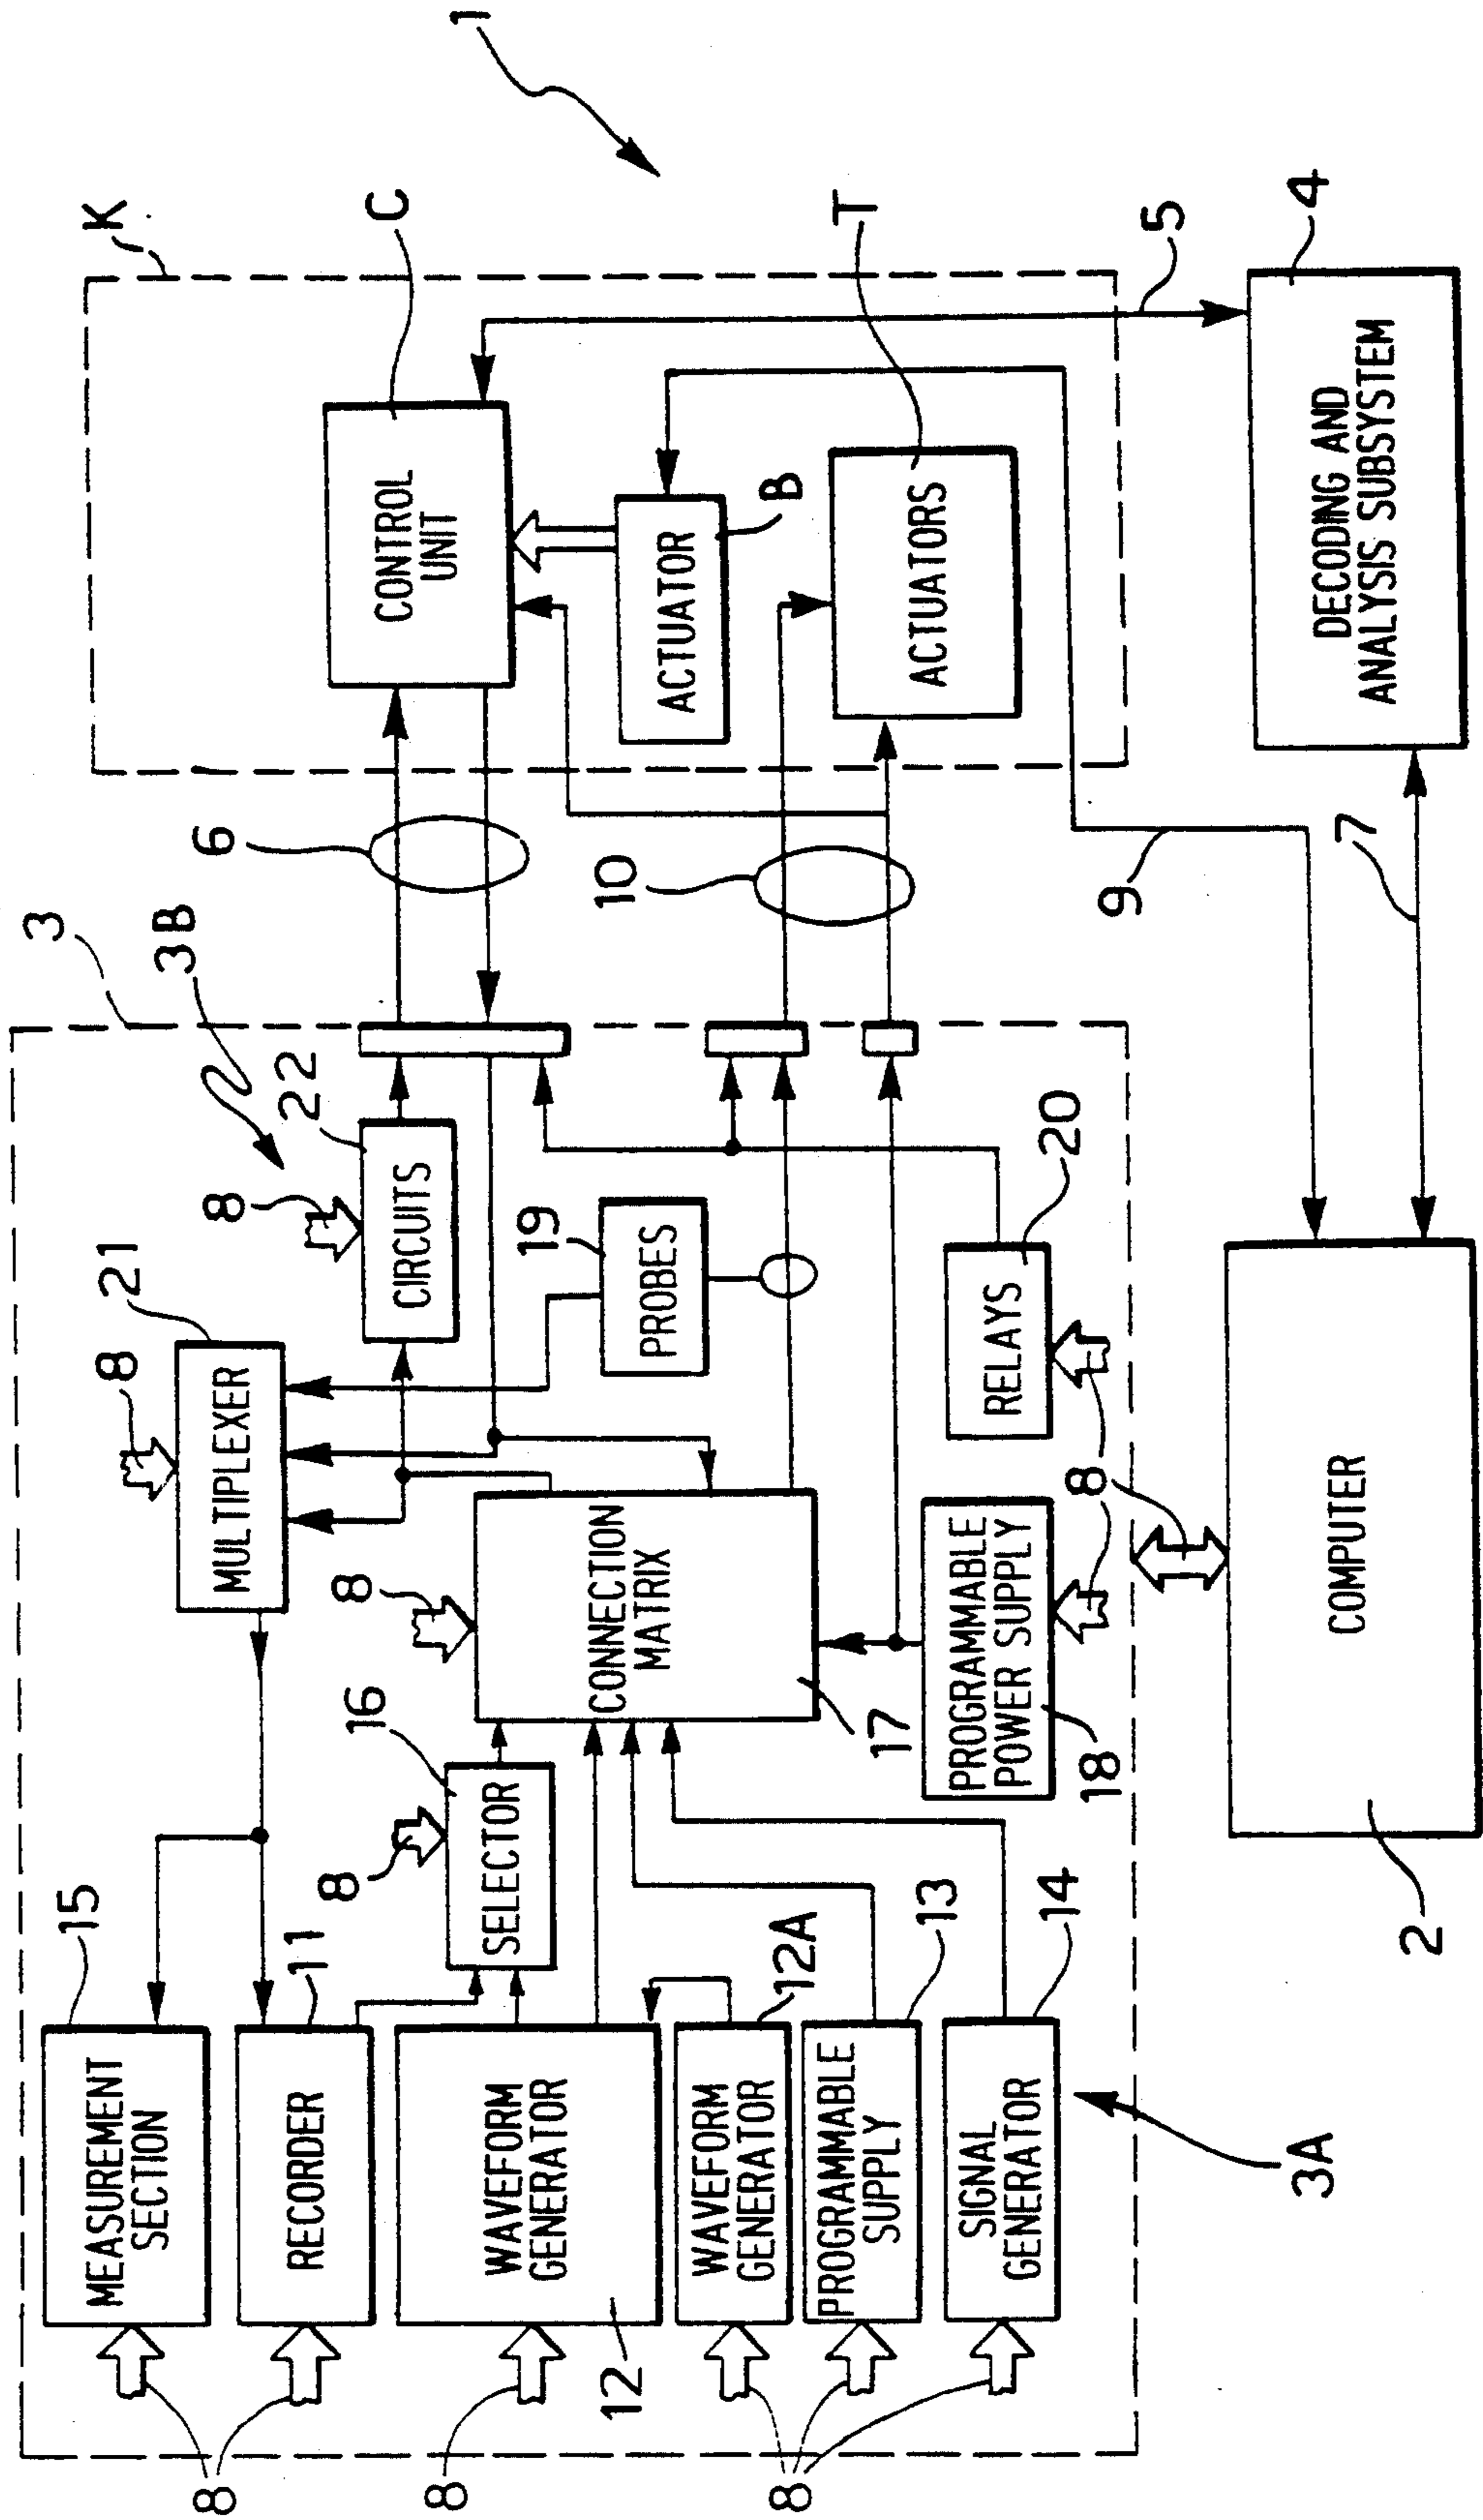 1
K
C
T
5
4
CONTROL
UNIT
ACTUATOR
B
ACTUATORS
DECODING AND
ANALYSIS SUBSYSTEM
6
10
9
7
3
3B
22
8
CIRCUITS
21
8
MULTIPLEXER
19
PROBES
20
RELAYS
8
8
CONNECTION
MATRIX
17
PROGRAMMABLE
POWER SUPPLY
18
COMPUTER
2
16
8
SELECTOR
15
11
12A
13
14
MEASUREMENT
SECTION
RECORDER
WAVEFORM
GENERATOR
12
WAVEFORM
GENERATOR
PROGRAMMABLE
SUPPLY
SIGNAL
GENERATOR
3A
8
8
8